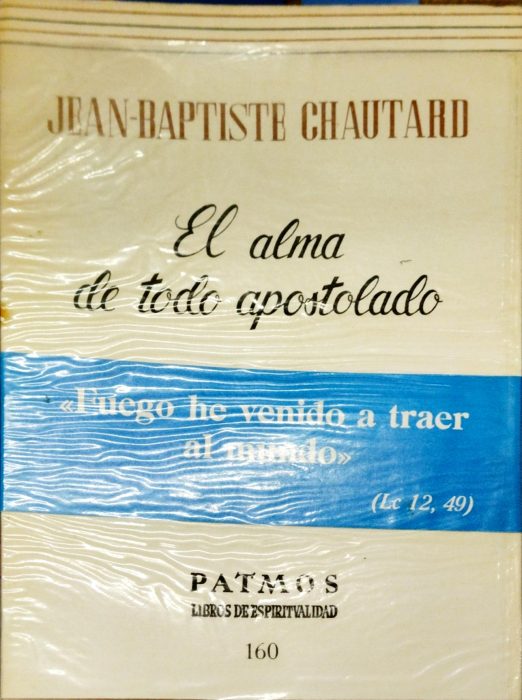 JEAN-BAPTISTE CHAUTARD
El alma
de todo apostolado
«Fuego he venido a traer
al mundo»
(Lc 12, 49)
PATMOS
LIBROS DE ESPIRITVALIDAD
160